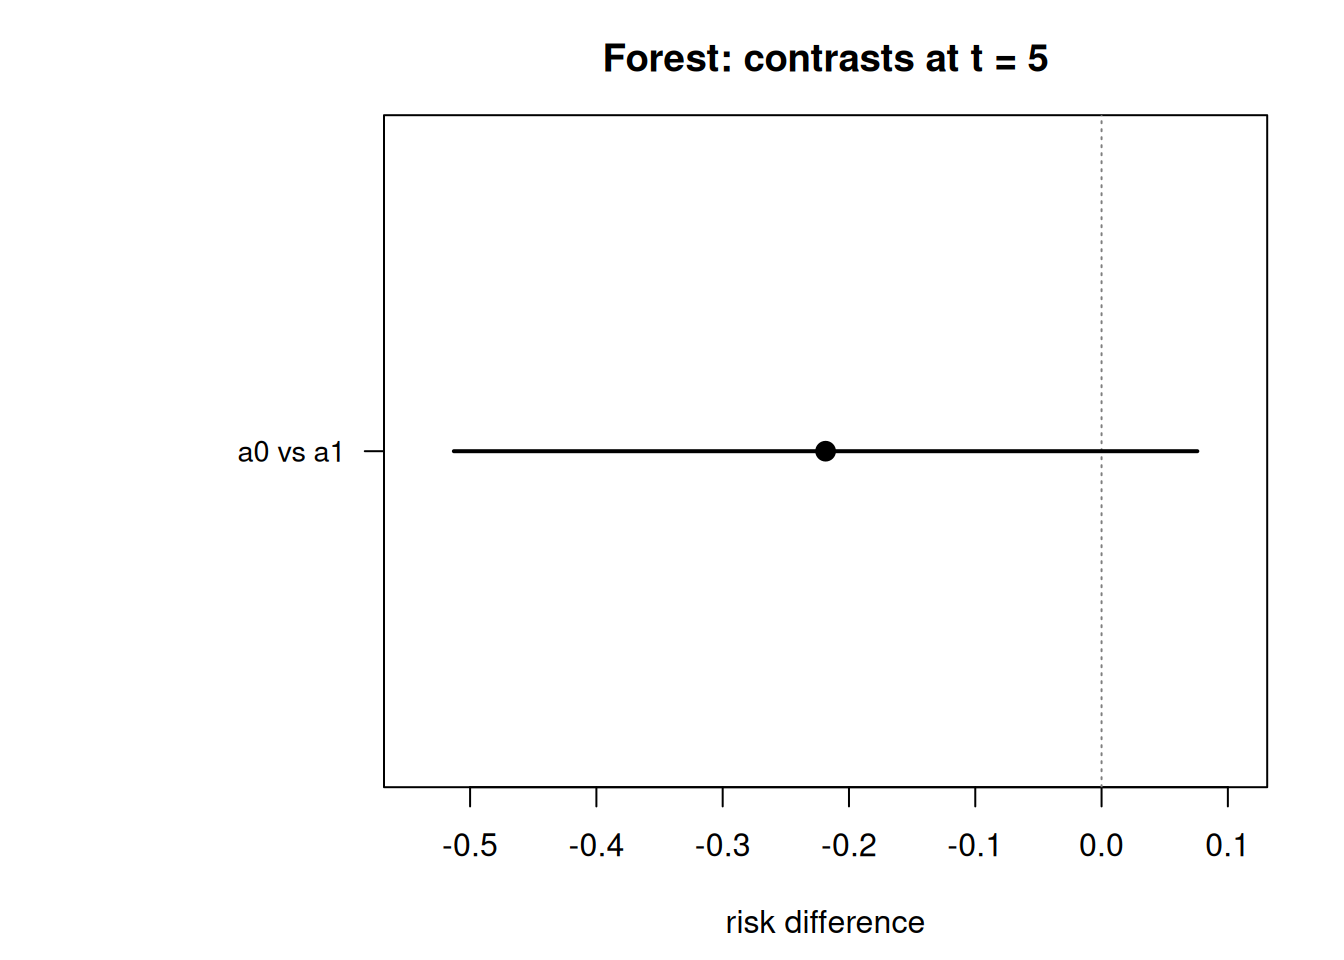 Forest: contrasts at t = 5
a0 vs a1
-0.5 -0.4 -0.3 -0.2 -0.1 0.0 0.1
risk difference